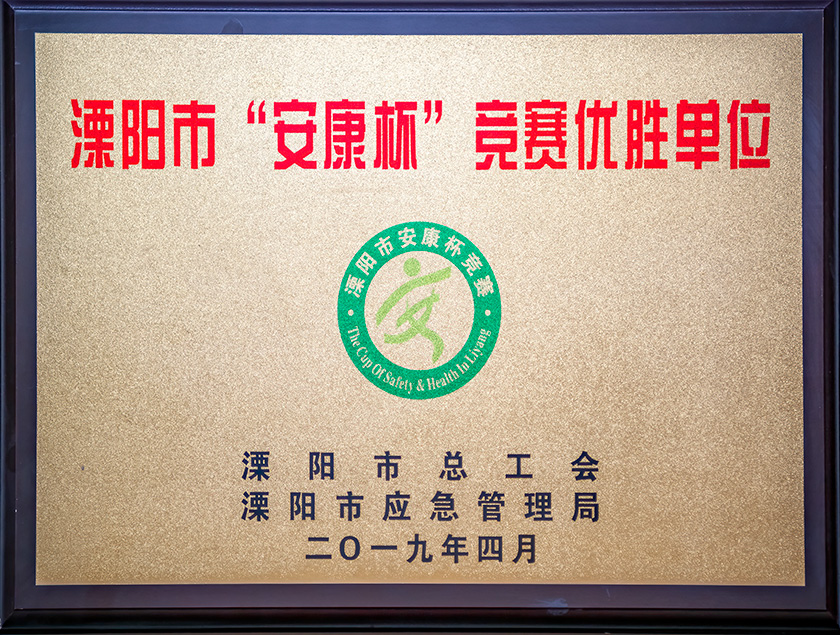 溧阳市“安康杯”竞赛优胜单位
溧阳市安康杯竞赛
The Cup Of Safety & Health In Liyang
溧阳市总工会
溧阳市应急管理局
二〇一九年四月